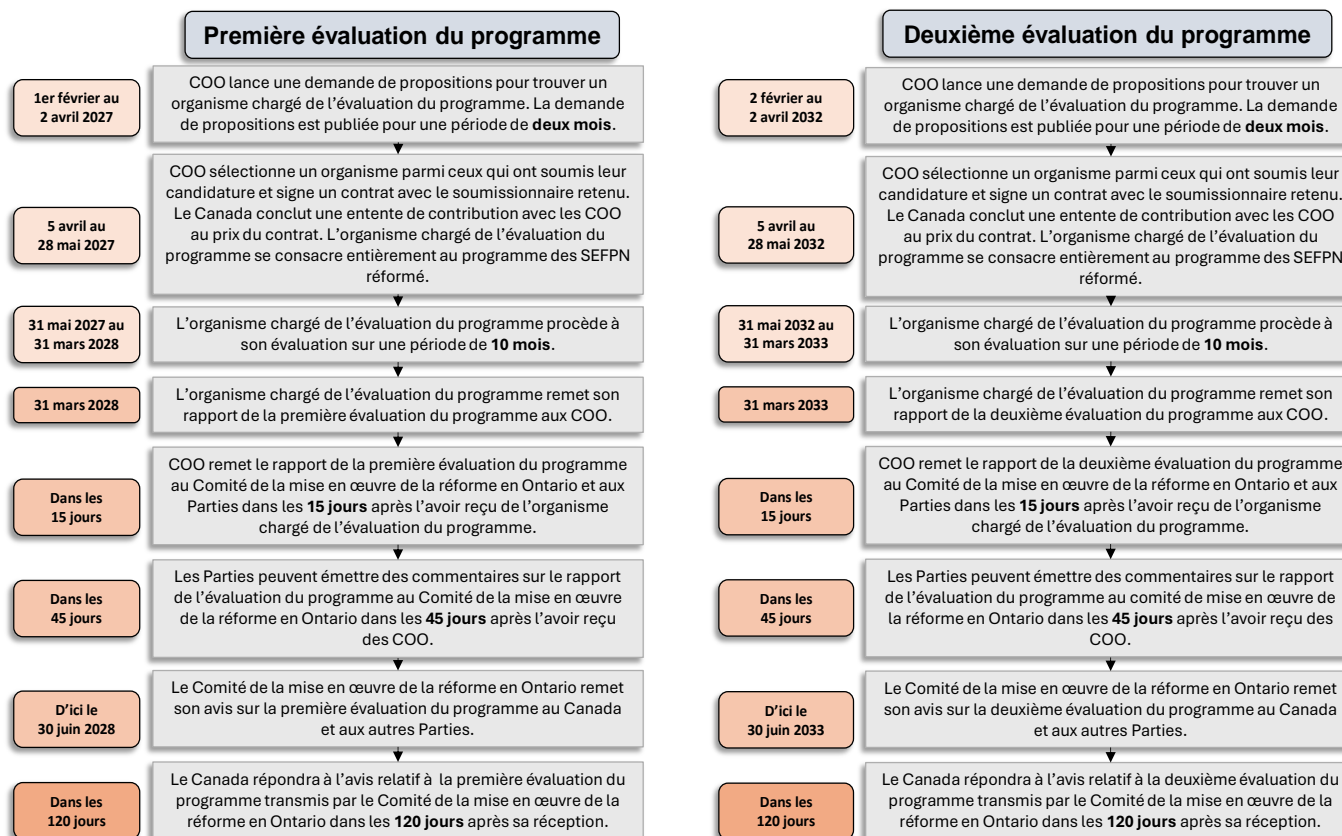 Première évaluation du programme
1er février au
2 avril 2027
COO lance une demande de propositions pour trouver un
organisme chargé de l’évaluation du programme. La demande
de propositions est publiée pour une période de deux mois.
5 avril au
28 mai 2027
COO sélectionne un organisme parmi ceux qui ont soumis leur
candidature et signe un contrat avec le soumissionnaire retenu.
Le Canada conclut une entente de contribution avec les COO
au prix du contrat. L’organisme chargé de l’évaluation du
programme se consacre entièrement au programme des SEFPN
réformé.
31 mai 2027 au
31 mars 2028
L’organisme chargé de l’évaluation du programme procède à
son évaluation sur une période de 10 mois.
31 mars 2028
L’organisme chargé de l’évaluation du programme remet son
rapport de la première évaluation du programme aux COO.
Dans les
15 jours
COO remet le rapport de la première évaluation du programme
au Comité de la mise en œuvre de la réforme en Ontario et aux
Parties dans les 15 jours après l’avoir reçu de l’organisme
chargé de l’évaluation du programme.
Dans les
45 jours
Les Parties peuvent émettre des commentaires sur le rapport
de l’évaluation du programme au Comité de la mise en œuvre
de la réforme en Ontario dans les 45 jours après l’avoir reçu
des COO.
D’ici le
30 juin 2028
Le Comité de la mise en œuvre de la réforme en Ontario remet
son avis sur la première évaluation du programme au Canada
et aux autres Parties.
Dans les
120 jours
Le Canada répondra à l’avis relatif à la première évaluation du
programme transmis par le Comité de la mise en œuvre de la
réforme en Ontario dans les 120 jours après sa réception.
Deuxième évaluation du programme
2 février au
2 avril 2032
COO lance une demande de propositions pour trouver un
organisme chargé de l’évaluation du programme. La demande
de propositions est publiée pour une période de deux mois.
5 avril au
28 mai 2032
COO sélectionne un organisme parmi ceux qui ont soumis leur
candidature et signe un contrat avec le soumissionnaire retenu.
Le Canada conclut une entente de contribution avec les COO
au prix du contrat. L’organisme chargé de l’évaluation du
programme se consacre entièrement au programme des SEFPN
réformé.
31 mai 2032 au
31 mars 2033
L’organisme chargé de l’évaluation du programme procède à
son évaluation sur une période de 10 mois.
31 mars 2033
L’organisme chargé de l’évaluation du programme remet son
rapport de la deuxième évaluation du programme aux COO.
Dans les
15 jours
COO remet le rapport de la deuxième évaluation du programme
au Comité de la mise en œuvre de la réforme en Ontario et aux
Parties dans les 15 jours après l’avoir reçu de l’organisme
chargé de l’évaluation du programme.
Dans les
45 jours
Les Parties peuvent émettre des commentaires sur le rapport
de l’évaluation du programme au comité de mise en œuvre de
la réforme en Ontario dans les 45 jours après l’avoir reçu des
COO.
D’ici le
30 juin 2033
Le Comité de la mise en œuvre de la réforme en Ontario remet
son avis sur la deuxième évaluation du programme au Canada
et aux autres Parties.
Dans les
120 jours
Le Canada répondra à l’avis relatif à la deuxième évaluation du
programme transmis par le Comité de la mise en œuvre de la
réforme en Ontario dans les 120 jours après sa réception.